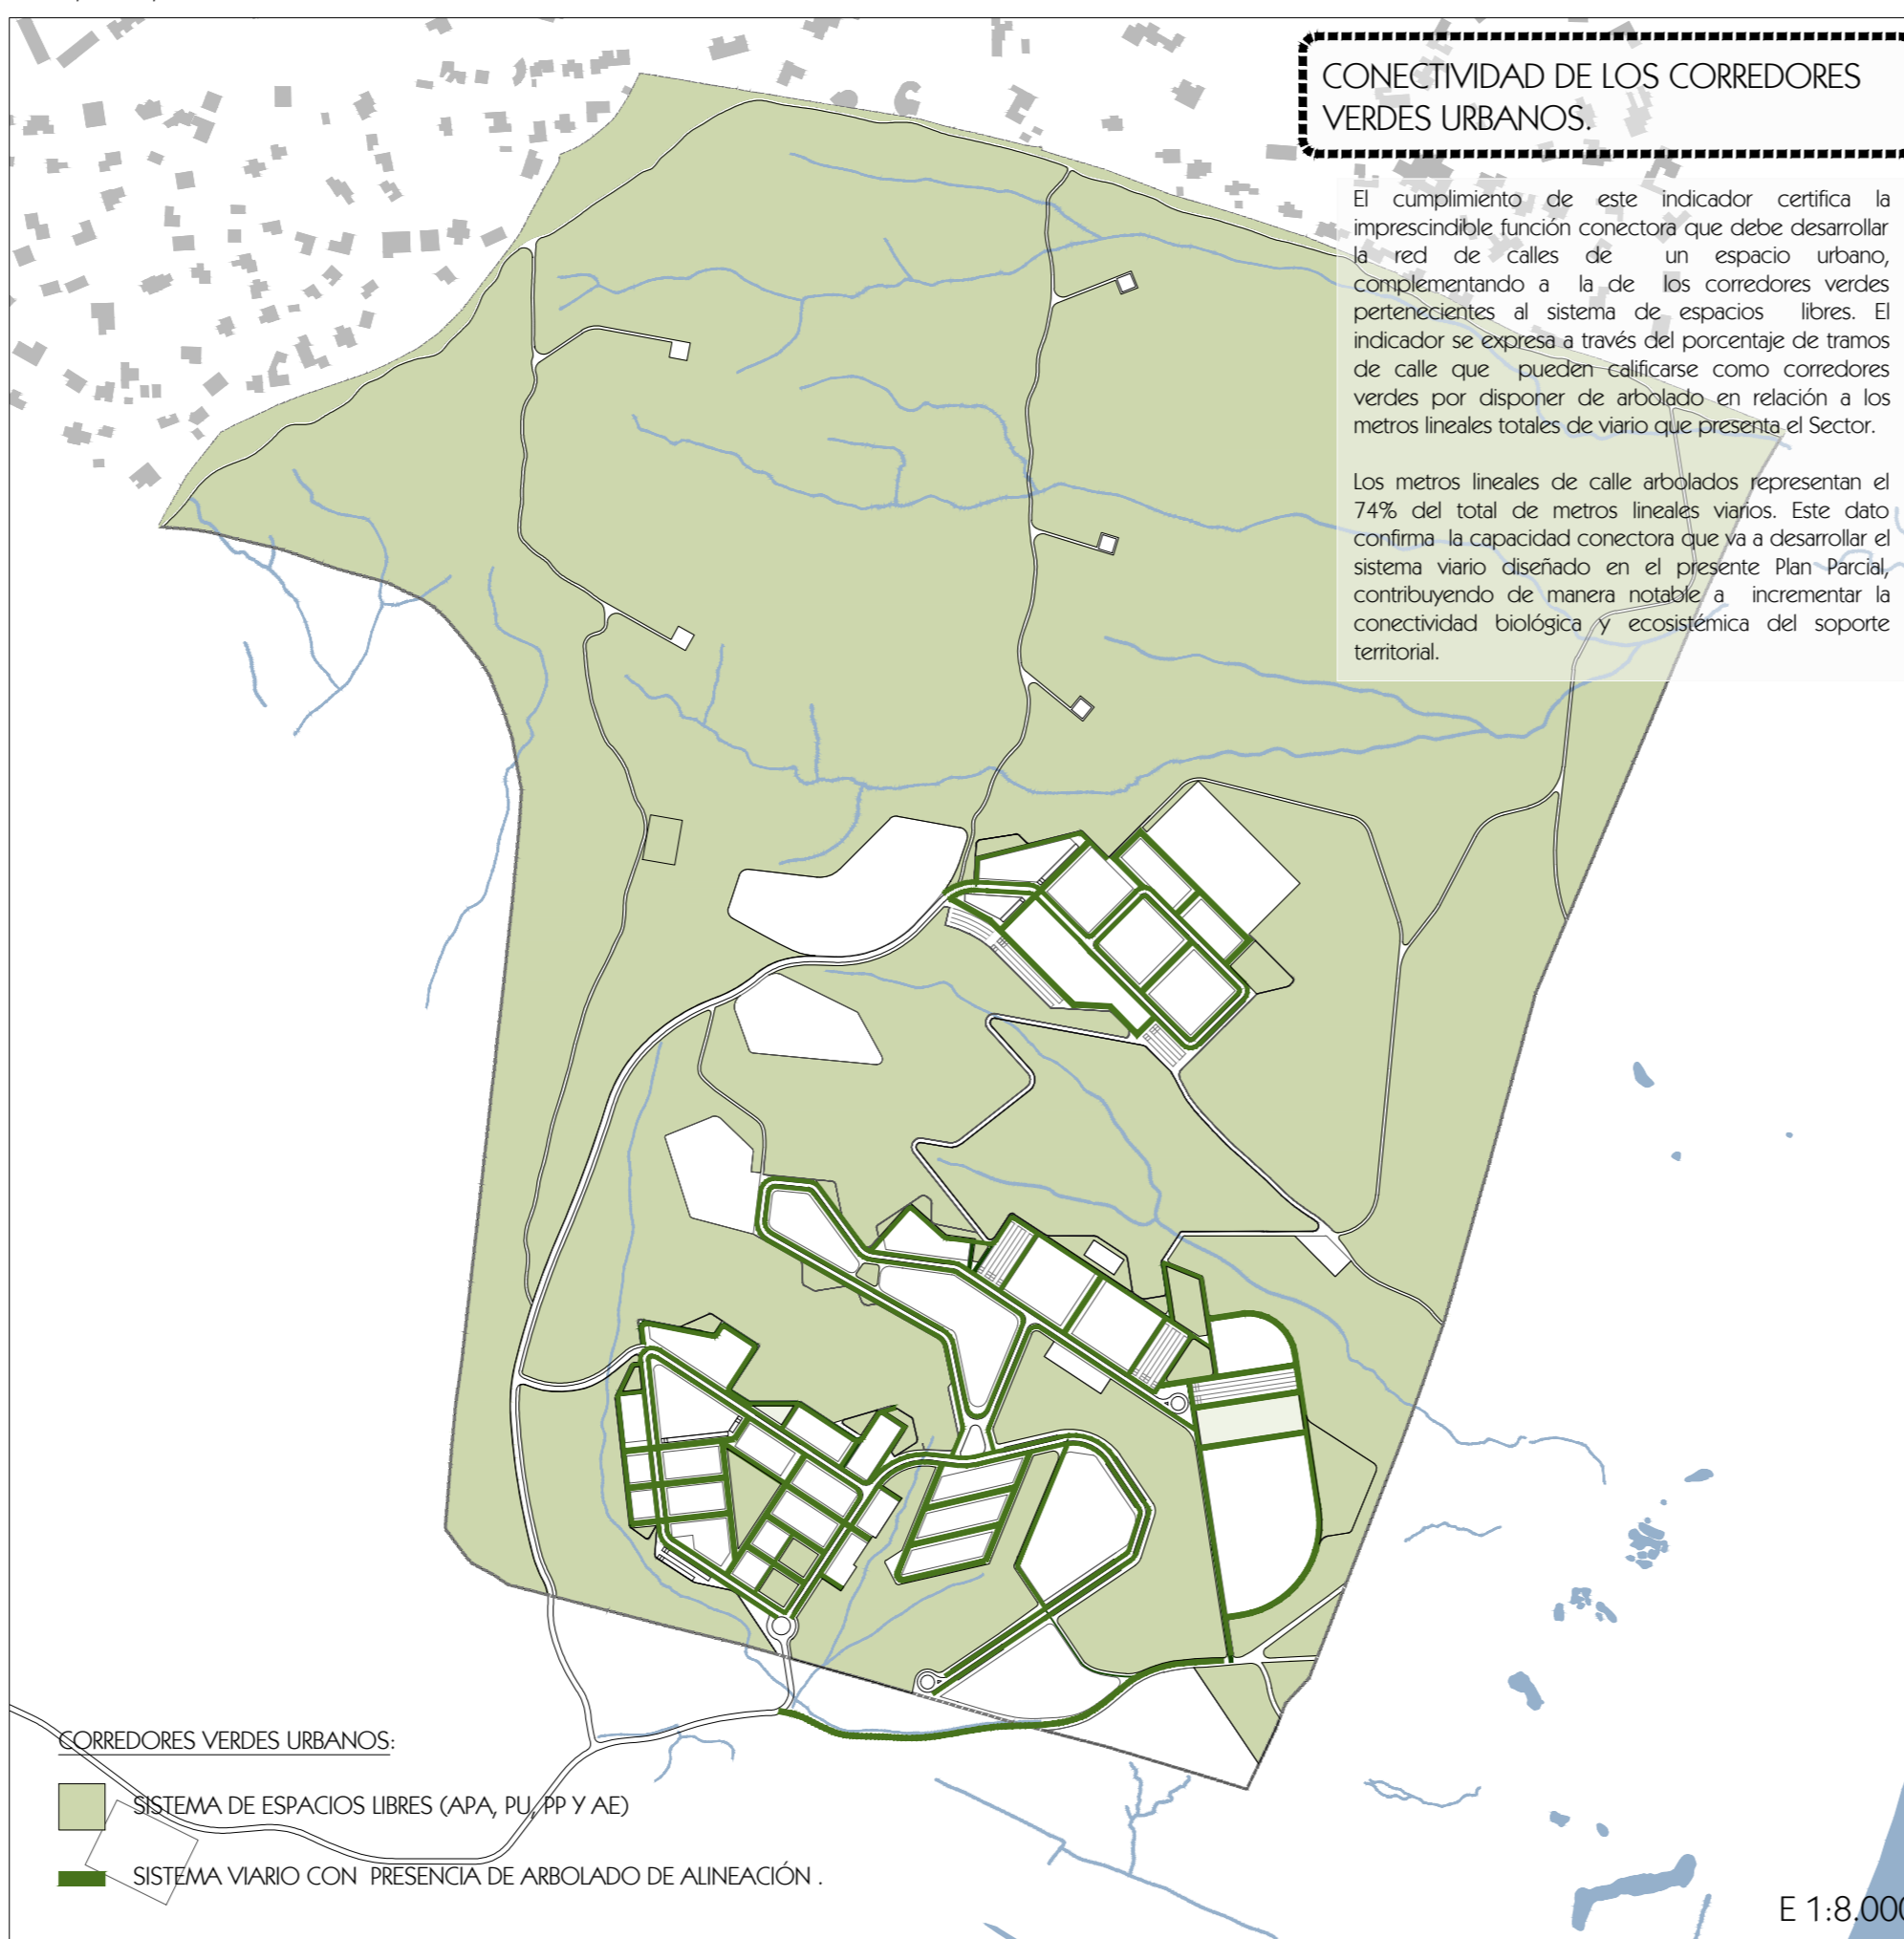 CONECTIVIDAD DE LOS CORREDORES
VERDES URBANOS.
El cumplimiento de este indicador certifica la
imprescindible función conectora que debe desarrollar
la red de calles de un espacio urbano,
complementando a la de los corredores verdes
pertenecientes al sistema de espacios libres. El
indicador se expresa a través del porcentaje de tramos
de calle que pueden calificarse como corredores
verdes por disponer de arbolado en relación a los
metros lineales totales de viario que presenta el Sector.
Los metros lineales de calle arbolados representan el
74% del total de metros lineales viarios. Este dato
confirma la capacidad conectora que va a desarrollar el
sistema viario diseñado en el presente Plan Parcial,
contribuyendo de manera notable a incrementar la
conectividad biológica y ecosistémica del soporte
territorial.
CORREDORES VERDES URBANOS:
SISTEMA DE ESPACIOS LIBRES (APA, PU, PP Y AE)
SISTEMA VIARIO CON PRESENCIA DE ARBOLADO DE ALINEACIÓN .
E 1:8.000